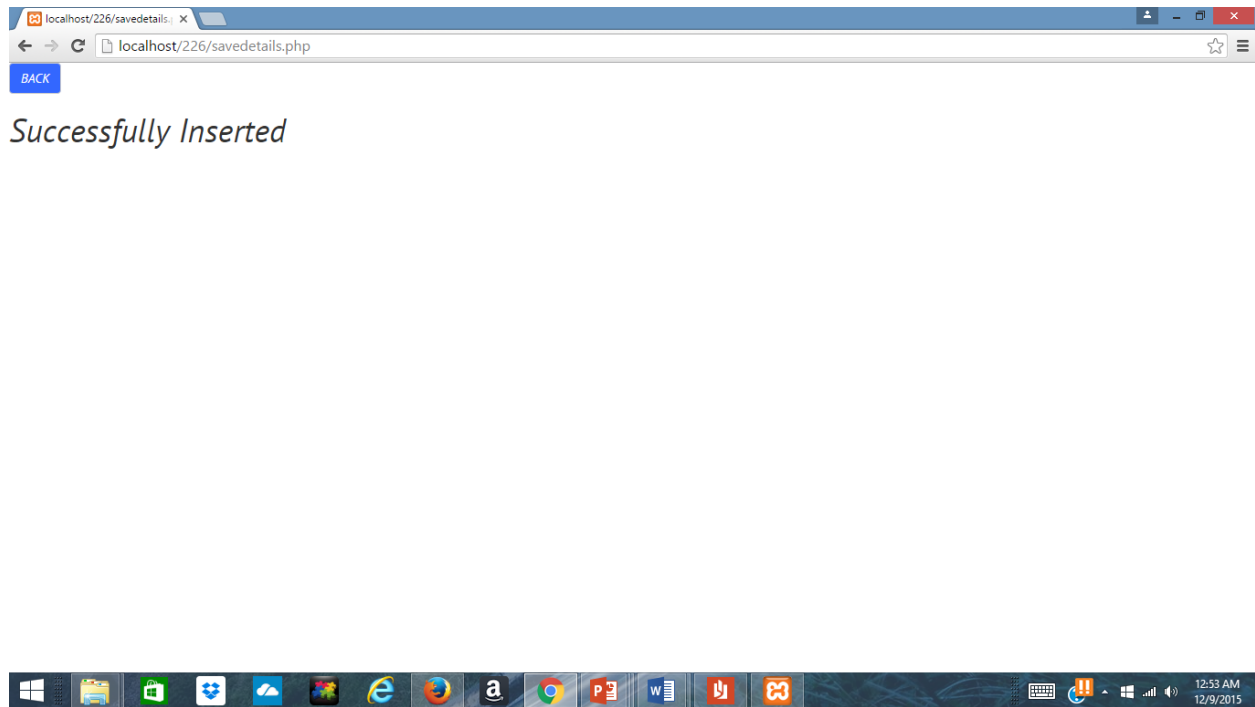 localhost/226/savedetails.p
localhost/226/savedetails.php
BACK
Successfully Inserted
12:53 AM
12/9/2015